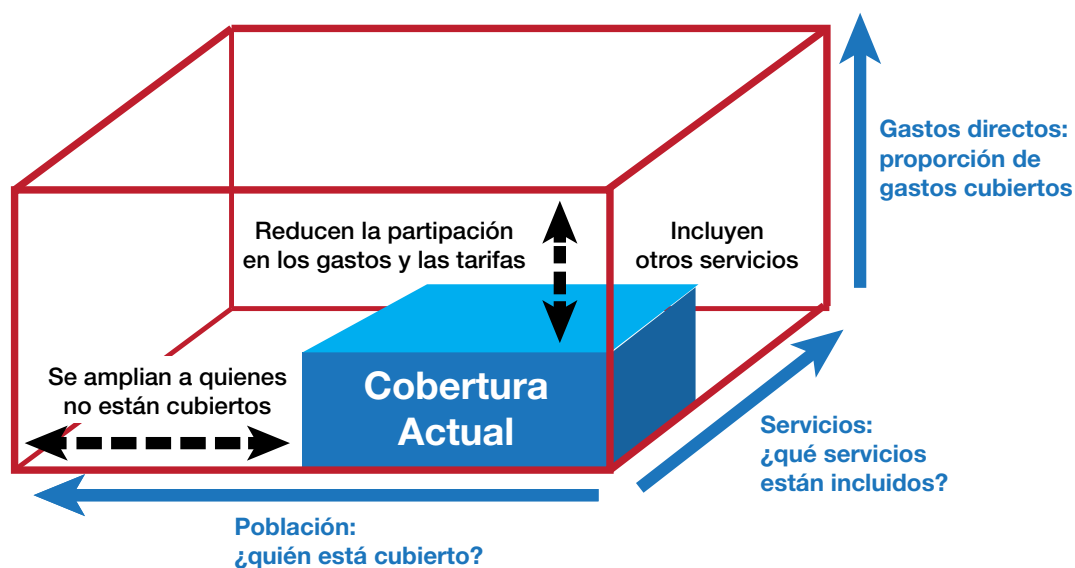 Gastos directos:
proporción de
gastos cubiertos
Reducen la partipación
en los gastos y las tarifas
Incluyen
otros servicios
Se amplian a quienes
no están cubiertos
Cobertura
Actual
Servicios:
¿qué servicios
están incluidos?
Población:
¿quién está cubierto?